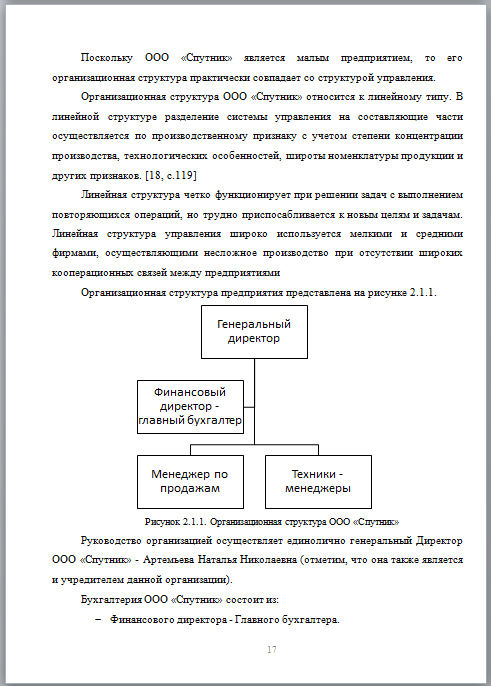 Поскольку ООО «Спутник» является малым предприятием, то его
организационная структура практически совпадает со структурой управления.
Организационная структура ООО «Спутник» относится к линейному типу. В
линейной структуре разделение системы управления на составляющие части
осуществляется по производственному признаку с учетом степени концентрации
производства, технологических особенностей, широты номенклатуры продукции и
других признаков. [18, с.119]
Линейная структура четко функционирует при решении задач с выполнением
повторяющихся операций, но трудно приспосабливается к новым целям и задачам.
Линейная структура управления широко используется мелкими и средними
фирмами, осуществляющими несложное производство при отсутствии широких
кооперационных связей между предприятиями
Организационная структура предприятия представлена на рисунке 2.1.1.
Генеральный
директор
Финансовый
директор -
главный бухгалтер
Менеджер по
продажам
Техники -
менеджеры
Рисунок 2.1.1. Организационная структура ООО «Спутник»
Руководство организацией осуществляет единолично генеральный Директор
ООО «Спутник» - Артемьева Наталья Николаевна (отметим, что она также является
и учредителем данной организации).
Бухгалтерия ООО «Спутник» состоит из:
– Финансового директора - Главного бухгалтера.
17